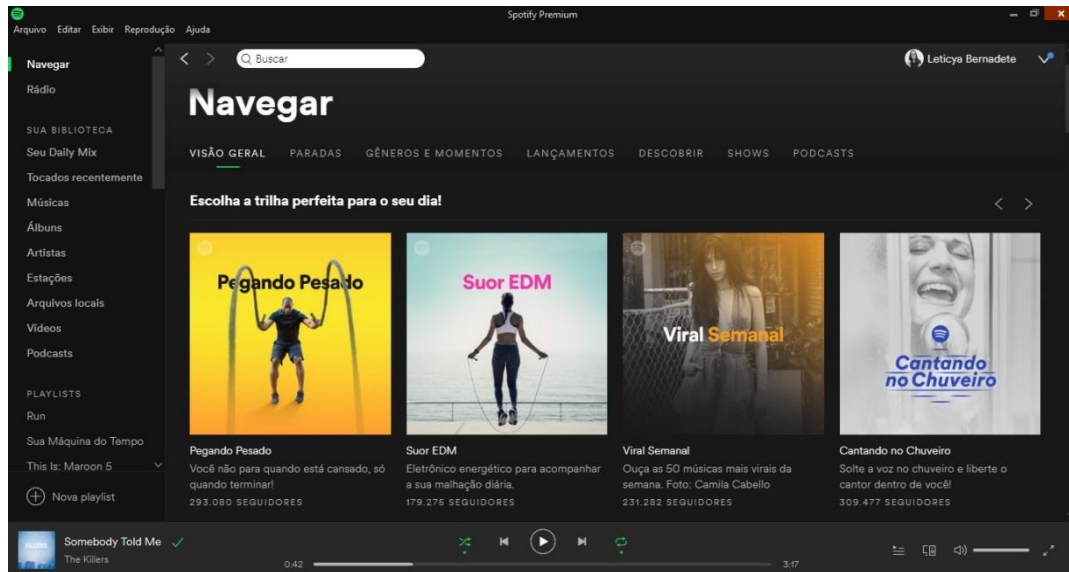 Spotify Premium
Arquivo Editar Exibir Reprodução Ajuda
Navegar
Rádio
SUA BIBLIOTECA
Seu Daily Mix
Tocados recentemente
Músicas
Álbuns
Artistas
Estações
Arquivos locais
Vídeos
Podcasts
PLAYLISTS
Run
Sua Máquina do Tempo
This Is: Maroon 5
Nova playlist
Buscar
Leticya Bernadete
Navegar
VISÃO GERAL PARADAS GÊNEROS E MOMENTOS LANÇAMENTOS DESCOBRIR SHOWS PODCASTS
Escolha a trilha perfeita para o seu dia!
Pegando Pesado
Pegando Pesado
Você não para quando está cansado, só
quando terminar!
293.080 SEGUIDORES
Suor EDM
Suor EDM
Eletrônico energético para acompanhar
a sua malhação diária.
179.276 SEGUIDORES
Viral Semanal
Viral Semanal
Ouça as 50 músicas mais virais da
semana. Foto: Camila Cabello
231.282 SEGUIDORES
Cantando
no Chuveiro
Cantando no Chuveiro
Solte a voz no chuveiro e liberte o
cantor dentro de você!
309.477 SEGUIDORES
Somebody Told Me
The Killers
0:42 3:17